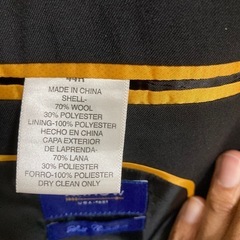 44R
MADE IN CHINA
SHELL-
70% WOOL
30% POLYESTER
LINING-100% POLYESTER
HECHO EN CHINA
CAPA EXTERIOR
DE LAPRENDA-
70% LANA
30% POLIESTER
FORRO-100% POLIESTER
DRY CLEAN ONLY